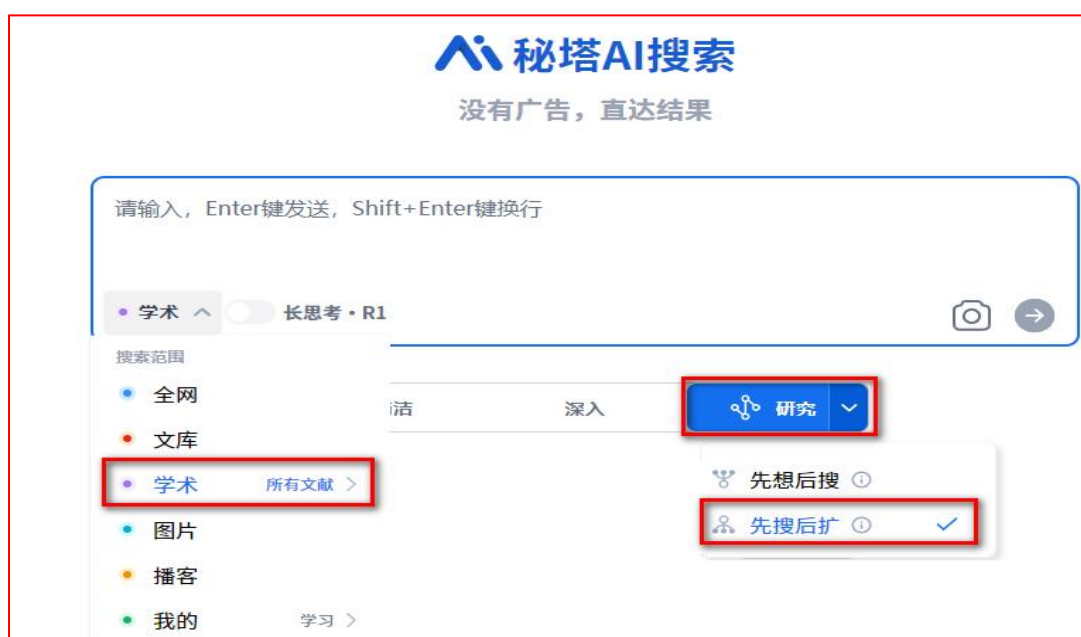 秘塔AI搜索
没有广告，直达结果
请输入，Enter键发送，Shift+Enter键换行
学术 长思考・R1
搜索范围
全网
文库
学术 所有文献
图片
播客
我的 学习
洁 深入 研究
先想后搜
先搜后扩